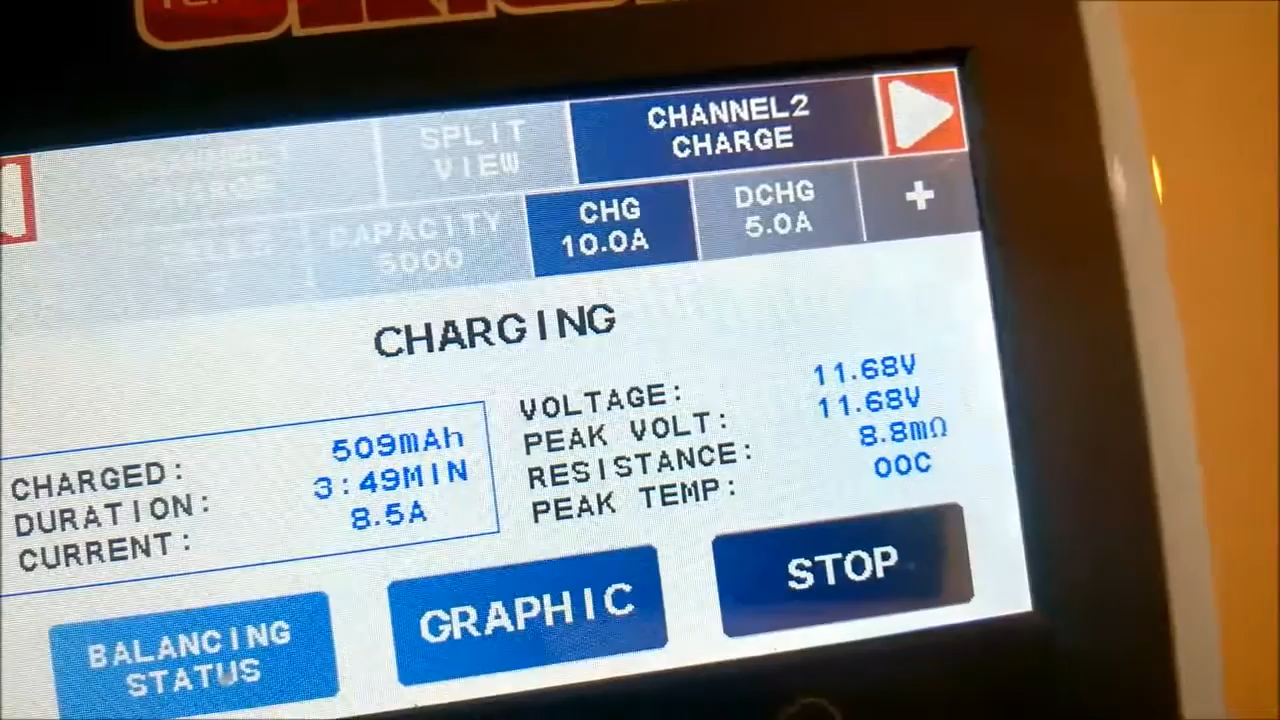 SPLIT
VIEW
CHANNEL2
CHARGE
CAPACITY
5000
CHG
10.0A
DCHG
5.0A
+
CHARGING
CHARGED: 509mAh
DURATION: 3:49MIN
CURRENT: 8.5A
VOLTAGE: 11.68V
PEAK VOLT: 11.68V
RESISTANCE: 8.8mΩ
PEAK TEMP: 00C
BALANCING
STATUS
GRAPHIC
STOP